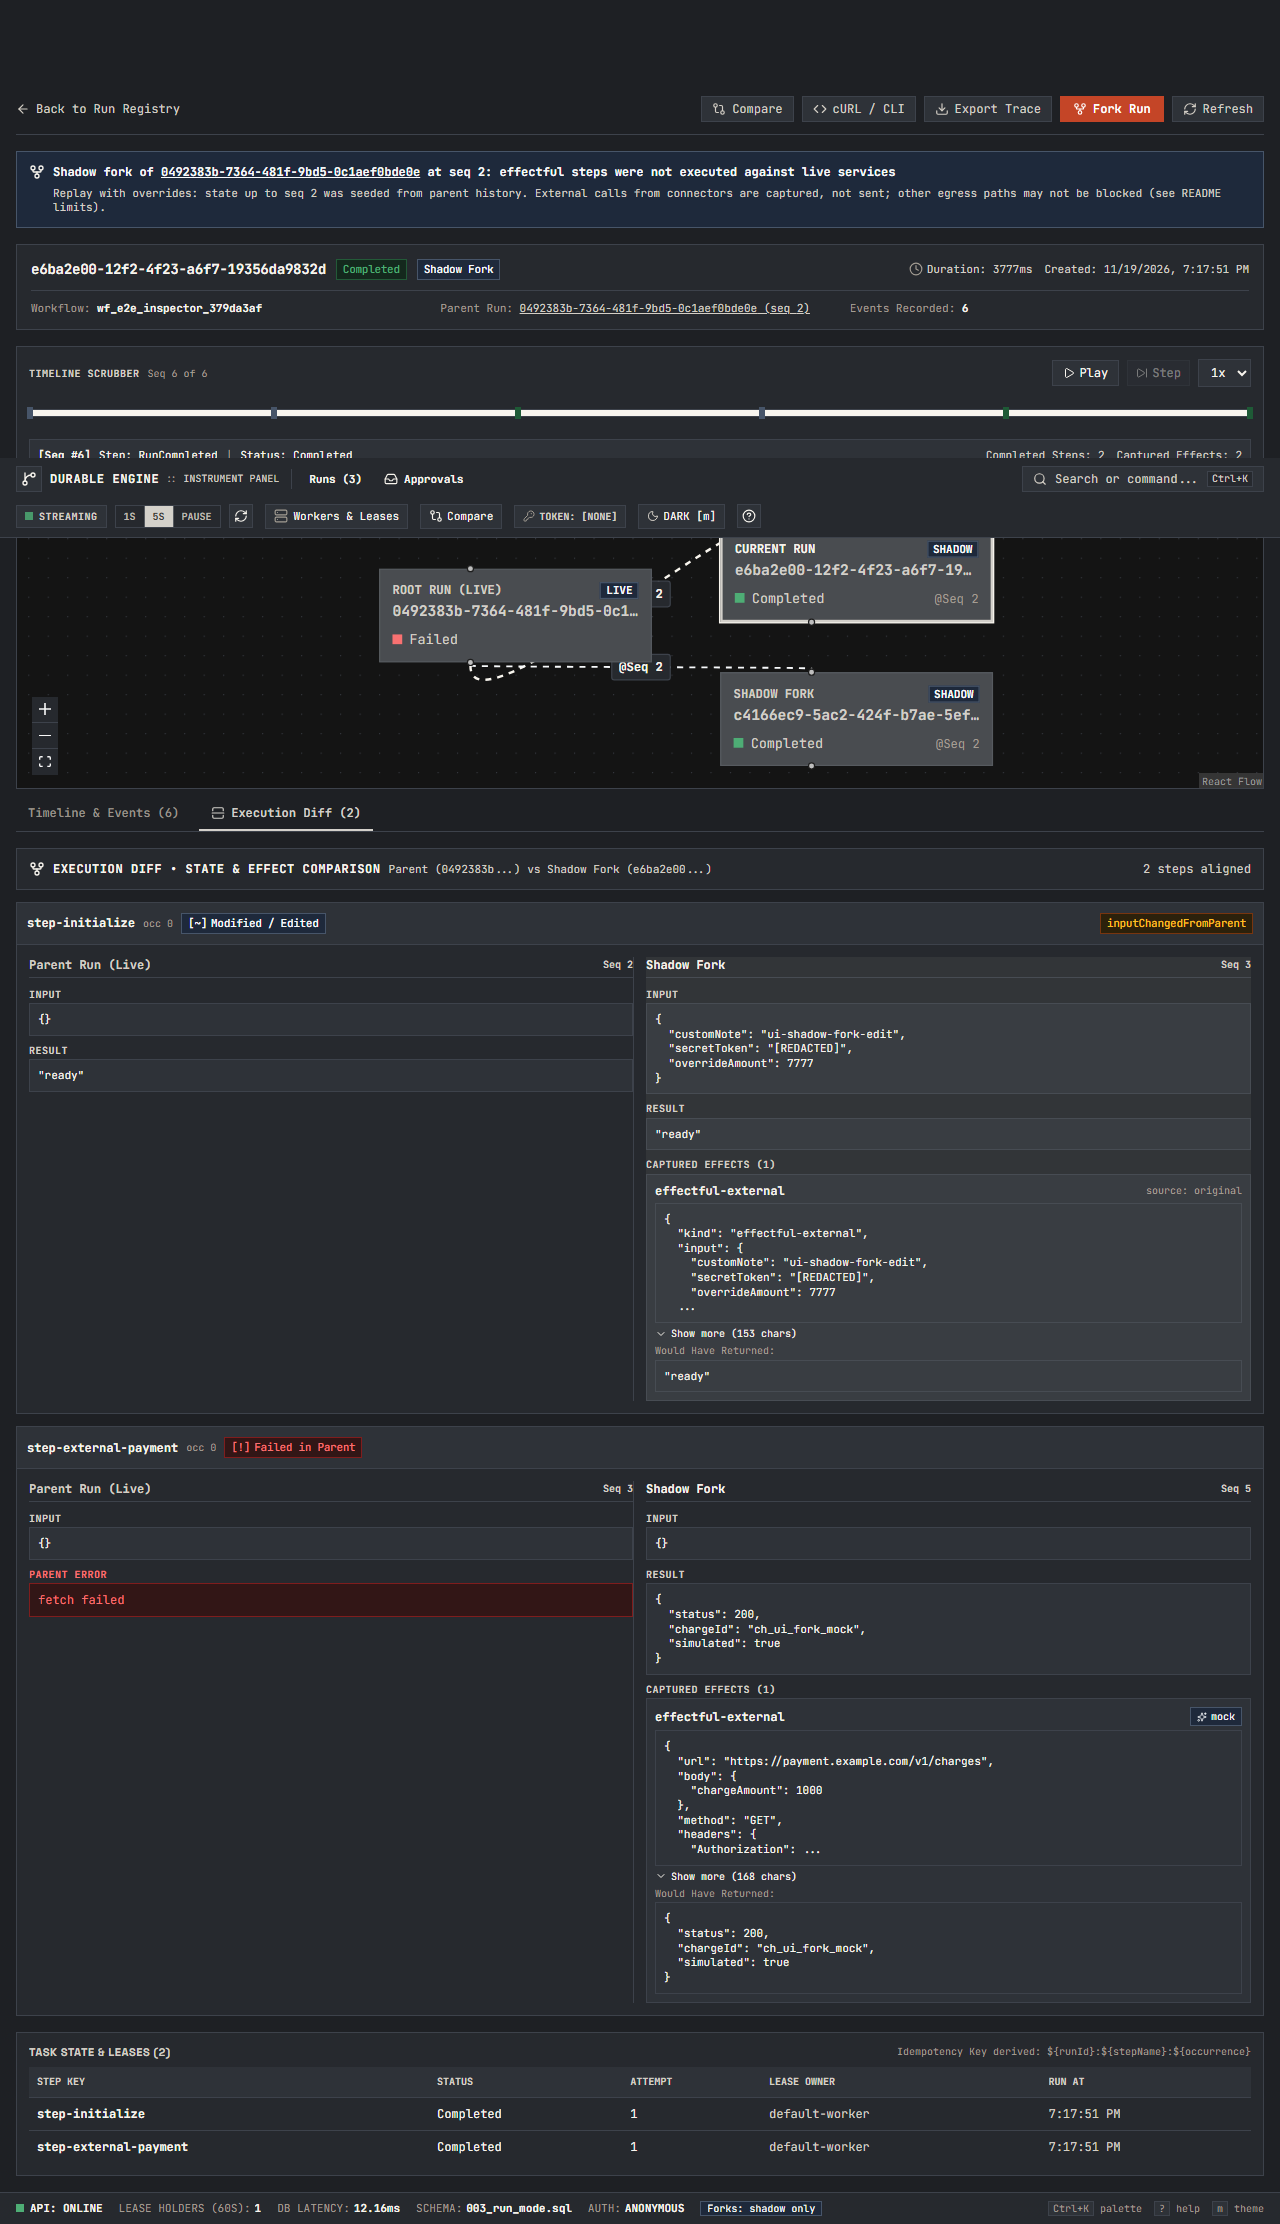 Back to Run Registry
Compare
cURL / CLI
Export Trace
Fork Run
Refresh
Shadow fork of 0492383b-7364-481f-9bd5-0c1aef0bde0e at seq 2: effectful steps were not executed against live services
Replay with overrides: state up to seq 2 was seeded from parent history. External calls from connectors are captured, not sent; other egress paths may not be blocked (see README
limits).
e6ba2e00-12f2-4f23-a6f7-19356da9832d Completed Shadow Fork
Duration: 3777ms Created: 11/19/2026, 7:17:51 PM
Workflow: wf_e2e_inspector_379da3af
Parent Run: 0492383b-7364-481f-9bd5-0c1aef0bde0e (seq 2)
Events Recorded: 6
TIMELINE SCRUBBER Seq 6 of 6
Play
Step
1x
[Seq #6] Step: RunCompleted | Status: Completed
Completed Steps: 2 Captured Effects: 2
DURABLE ENGINE :: INSTRUMENT PANEL
Runs (3)
Approvals
Search or command... Ctrl+K
STREAMING
1S 5S PAUSE
Workers & Leases
Compare
TOKEN: [NONE]
DARK [m]
CURRENT RUN SHADOW
e6ba2e00-12f2-4f23-a6f7-19…
Completed @Seq 2
ROOT RUN (LIVE) LIVE
0492383b-7364-481f-9bd5-0c1…
Failed
2
@Seq 2
SHADOW FORK SHADOW
c4166ec9-5ac2-424f-b7ae-5ef…
Completed @Seq 2
React Flow
Timeline & Events (6)
Execution Diff (2)
EXECUTION DIFF • STATE & EFFECT COMPARISON Parent (0492383b...) vs Shadow Fork (e6ba2e00...)
2 steps aligned
step-initialize occ 0 [~] Modified / Edited
inputChangedFromParent
Parent Run (Live) Seq 2
INPUT
{}
RESULT
"ready"
Shadow Fork Seq 3
INPUT
{
"customNote": "ui-shadow-fork-edit",
"secretToken": "[REDACTED]",
"overrideAmount": 7777
}
RESULT
"ready"
CAPTURED EFFECTS (1)
effectful-external source: original
{
"kind": "effectful-external",
"input": {
"customNote": "ui-shadow-fork-edit",
"secretToken": "[REDACTED]",
"overrideAmount": 7777
...
Show more (153 chars)
Would Have Returned:
"ready"
step-external-payment occ 0 [!] Failed in Parent
Parent Run (Live) Seq 3
INPUT
{}
PARENT ERROR
fetch failed
Shadow Fork Seq 5
INPUT
{}
RESULT
{
"status": 200,
"chargeId": "ch_ui_fork_mock",
"simulated": true
}
CAPTURED EFFECTS (1)
effectful-external mock
{
"url": "https://payment.example.com/v1/charges",
"body": {
"chargeAmount": 1000
},
"method": "GET",
"headers": {
"Authorization": ...
Show more (168 chars)
Would Have Returned:
{
"status": 200,
"chargeId": "ch_ui_fork_mock",
"simulated": true
}
TASK STATE & LEASES (2)
Idempotency Key derived: ${runId}:${stepName}:${occurrence}
STEP KEY STATUS ATTEMPT LEASE OWNER RUN AT
step-initialize Completed 1 default-worker 7:17:51 PM
step-external-payment Completed 1 default-worker 7:17:51 PM
API: ONLINE LEASE HOLDERS (60S): 1 DB LATENCY: 12.16ms SCHEMA: 003_run_mode.sql AUTH: ANONYMOUS Forks: shadow only
Ctrl+K palette ? help m theme